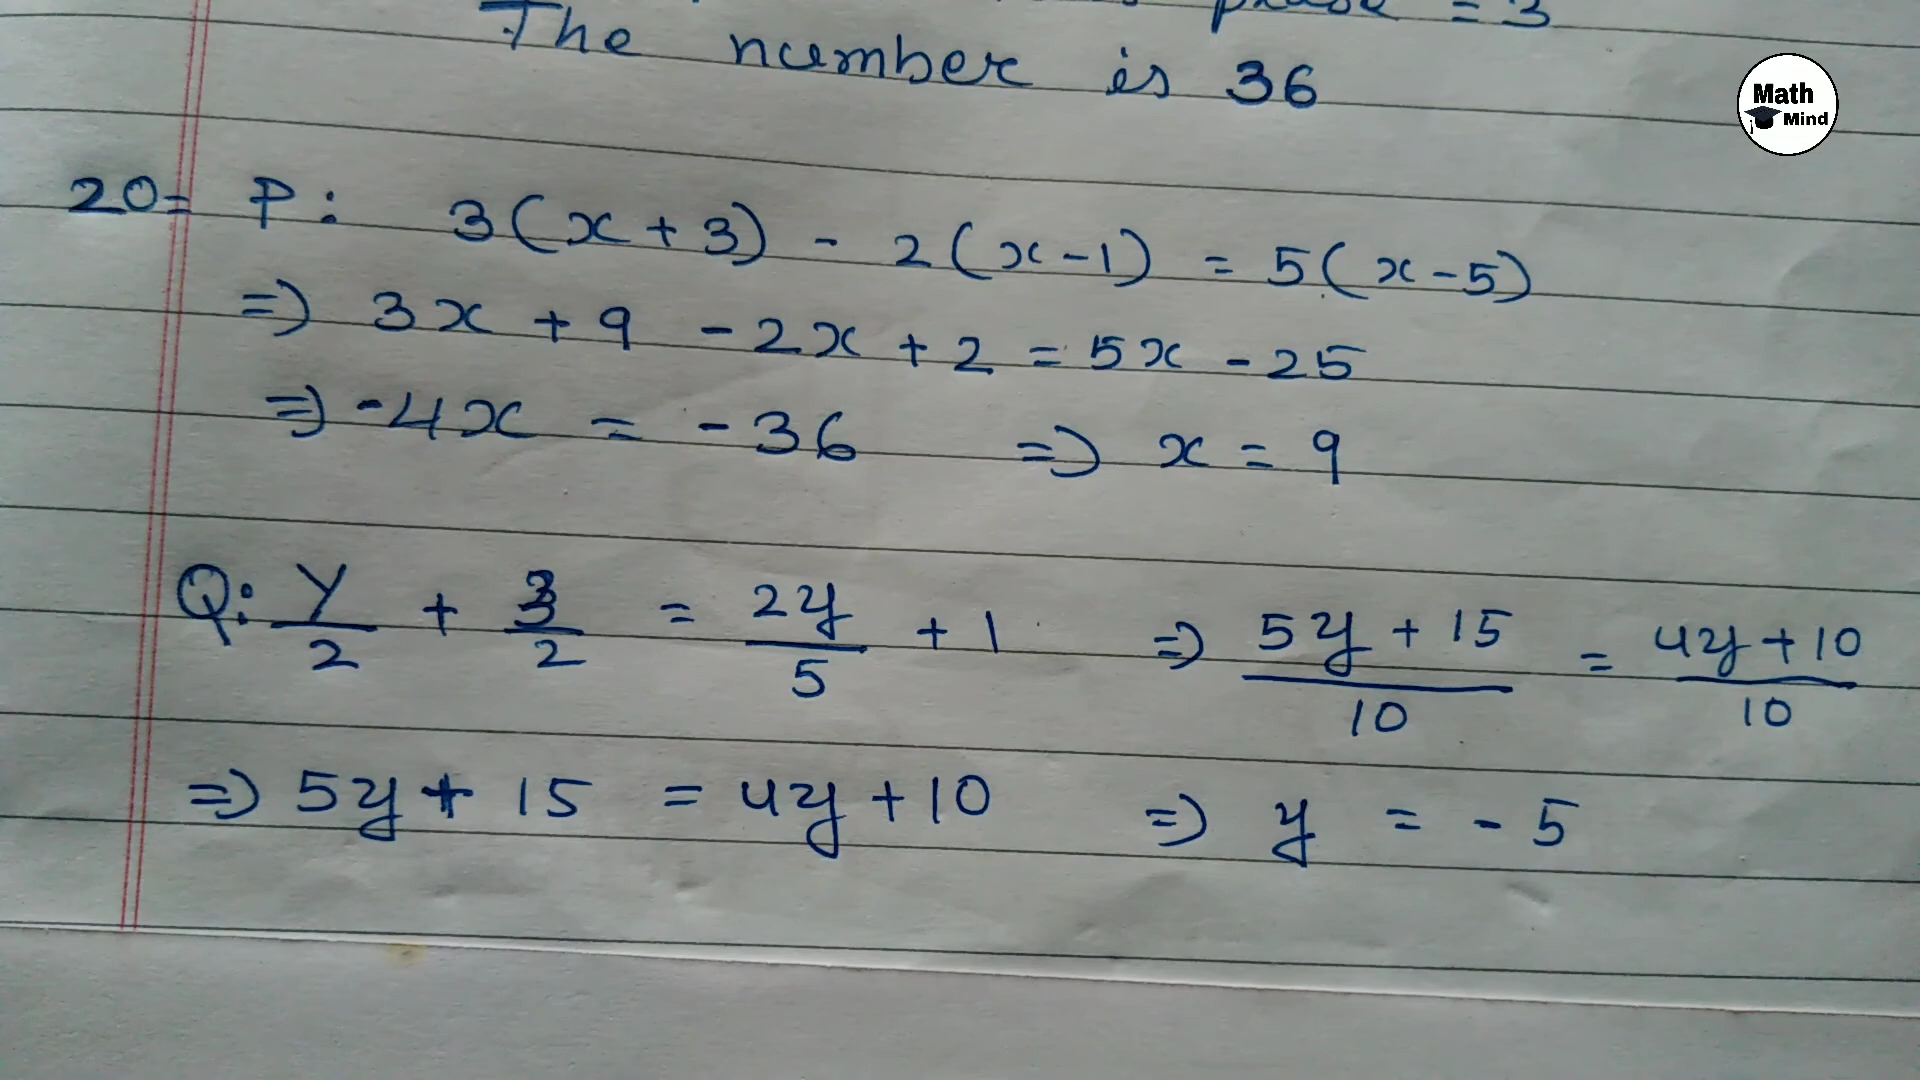 = 3
The number is 36
Math
Mind
20= P: 3(x+3) - 2(x-1) = 5(x-5)
=> 3x + 9 - 2x + 2 = 5x - 25
=> -4x = -36 => x = 9
Q: y/2 + 3/2 = 2y/5 + 1 => (5y+15)/10 = (4y+10)/10
=> 5y + 15 = 4y + 10 => y = -5